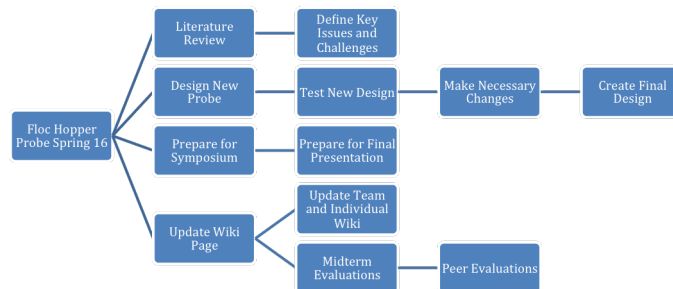 Literature
Review
Define Key
Issues and
Challenges
Design New
Probe
Test New Design
Make Necessary
Changes
Create Final
Design
Floc Hopper
Probe Spring 16
Prepare for
Symposium
Prepare for Final
Presentation
Update Wiki
Page
Update Team
and Individual
Wiki
Midterm
Evaluations
Peer Evaluations